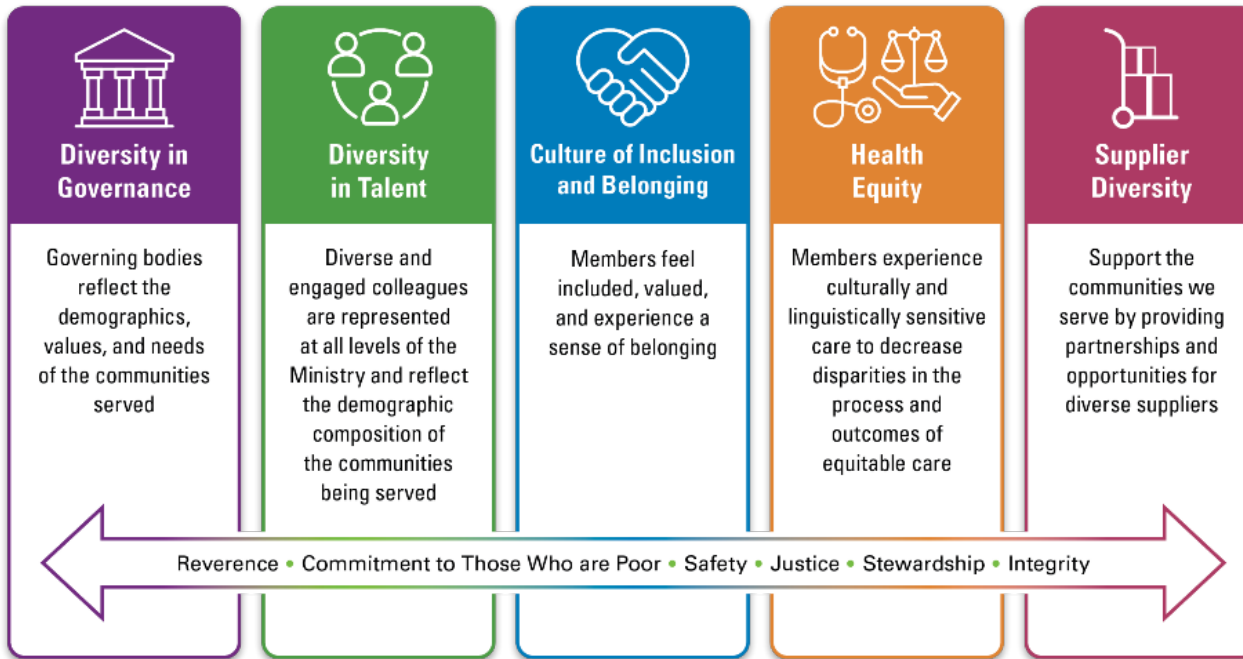 Diversity in
Governance
Governing bodies
reflect the
demographics,
values, and needs
of the communities
served
Diversity
in Talent
Diverse and
engaged colleagues
are represented
at all levels of the
Ministry and reflect
the demographic
composition of
the communities
being served
Culture of Inclusion
and Belonging
Members feel
included, valued,
and experience a
sense of belonging
Health
Equity
Members experience
culturally and
linguistically sensitive
care to decrease
disparities in the
process and
outcomes of
equitable care
Supplier
Diversity
Support the
communities we
serve by providing
partnerships and
opportunities for
diverse suppliers
Reverence • Commitment to Those Who are Poor • Safety • Justice • Stewardship • Integrity